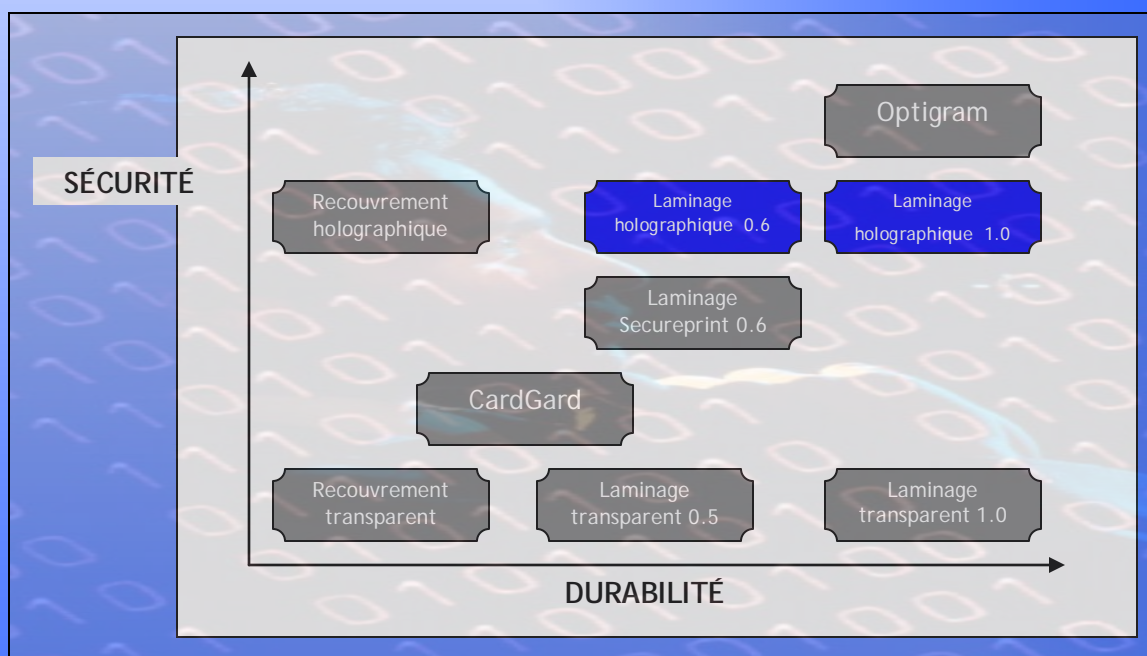 Optigram
SÉCURITÉ
Recouvrement
holographique
Laminage
holographique 0.6
Laminage
holographique 1.0
Laminage
Secureprint 0.6
CardGard
Recouvrement
transparent
Laminage
transparent 0.5
Laminage
transparent 1.0
DURABILITÉ